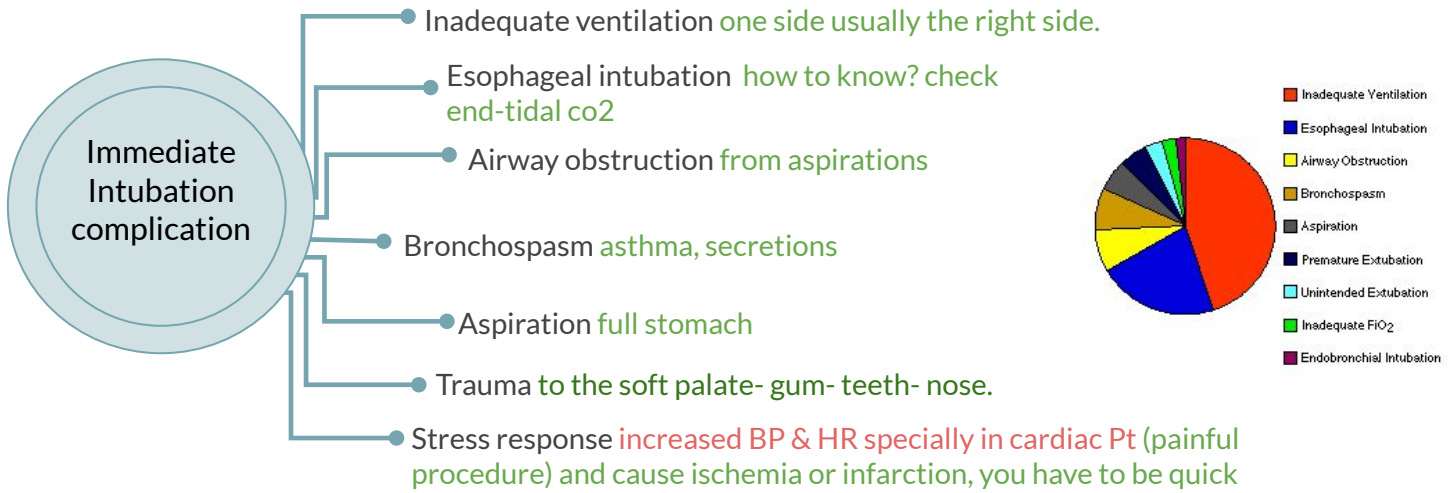 Immediate
Intubation
complication
Inadequate ventilation one side usually the right side.
Esophageal intubation how to know? check
end-tidal co2
Airway obstruction from aspirations
Bronchospasm asthma, secretions
Aspiration full stomach
Trauma to the soft palate- gum- teeth- nose.
Stress response increased BP & HR specially in cardiac Pt (painful
procedure) and cause ischemia or infarction, you have to be quick
Inadequate Ventilation
Esophageal Intubation
Airway Obstruction
Bronchospasm
Aspiration
Premature Extubation
Unintended Extubation
Inadequate FiO2
Endobronchial Intubation